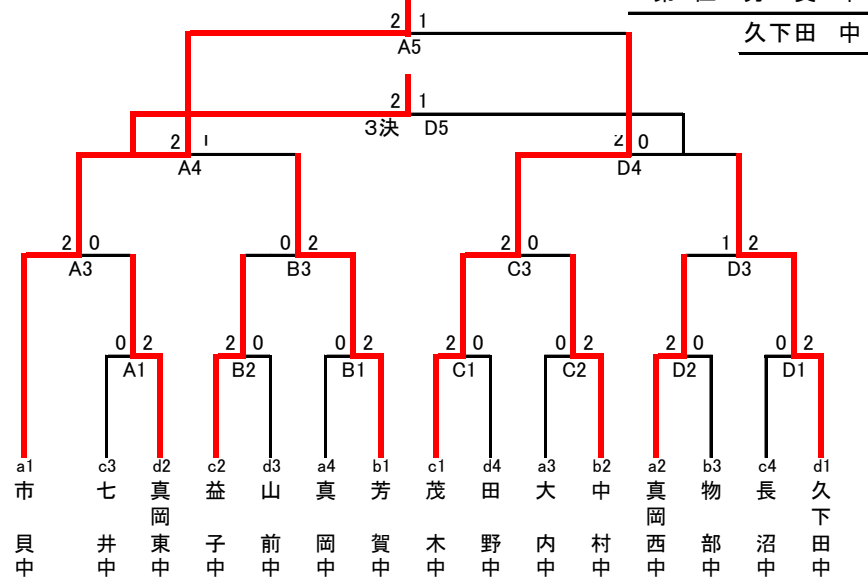 久下田 中
2 1
A5
2 1
3決 D5
2 1
A4
2 0
D4
2 0
A3
0 2
B3
2 0
C3
1 2
D3
0 2
A1
2 0
B2
0 2
B1
2 0
C1
0 2
C2
2 0
D2
0 2
D1
a1
市貝中
c3
七井中
d2
真岡東中
c2
益子中
d3
山前中
a4
真岡中
b1
芳賀中
c1
茂木中
d4
田野中
a3
大内中
b2
中村中
a2
真岡西中
b3
物部中
c4
長沼中
d1
久下田中